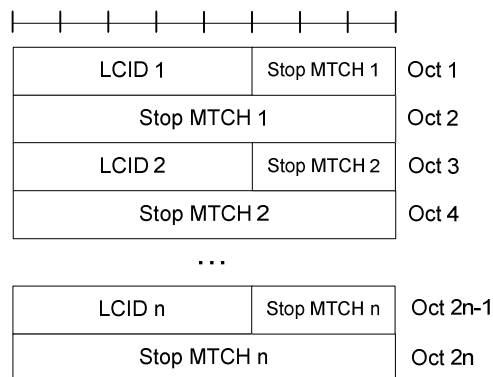 LCID 1 Stop MTCH 1 Oct 1
Stop MTCH 1 Oct 2
LCID 2 Stop MTCH 2 Oct 3
Stop MTCH 2 Oct 4
...
LCID n Stop MTCH n Oct 2n-1
Stop MTCH n Oct 2n